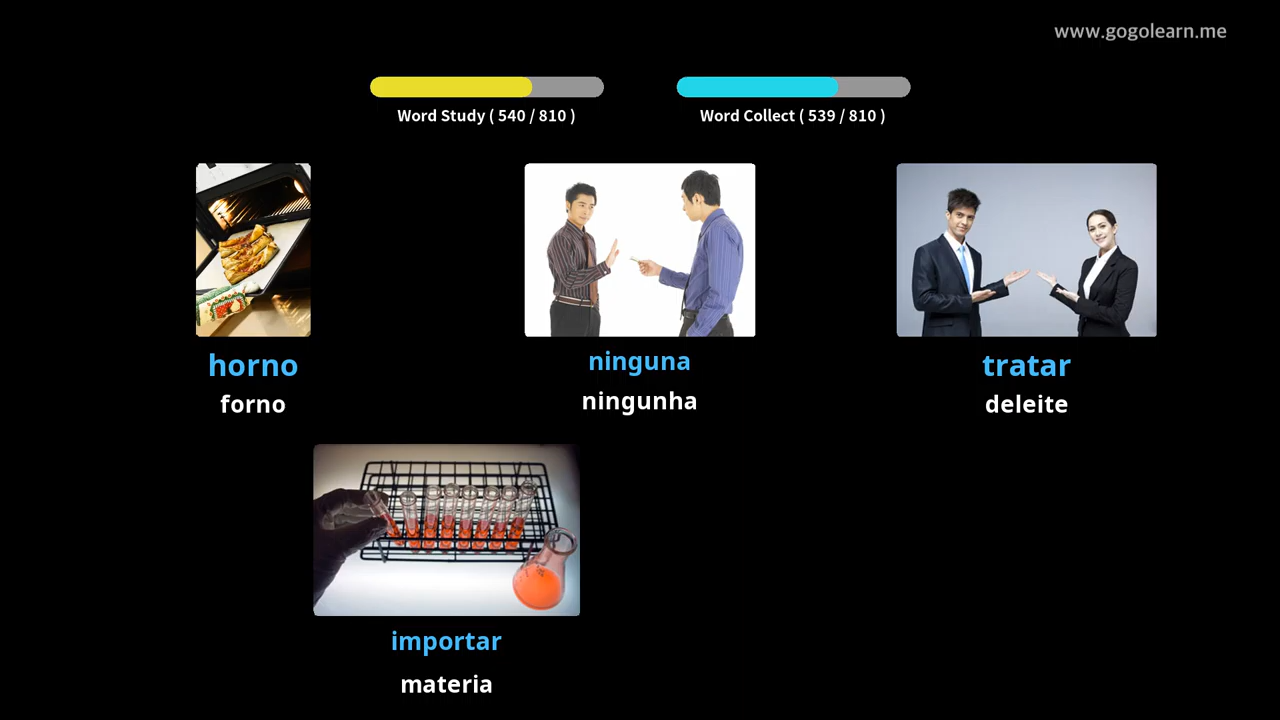 www.gogolearn.me
Word Study ( 540 / 810 )
Word Collect ( 539 / 810 )
horno
forno
ninguna
ningunha
tratar
deleite
importar
materia